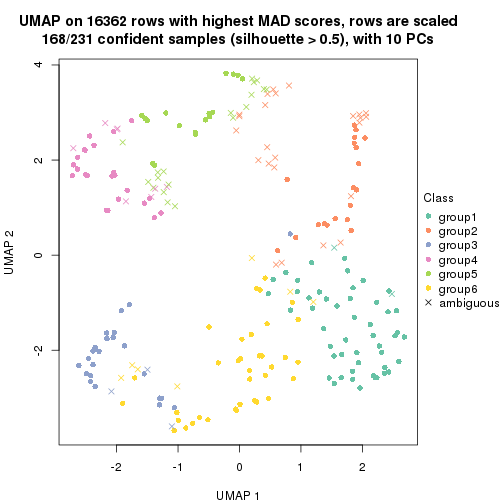 UMAP on 16362 rows with highest MAD scores, rows are scaled
168/231 confident samples (silhouette > 0.5), with 10 PCs
4
2
0
-2
UMAP 2
-2
-1
0
1
2
UMAP 1
Class
group1
group2
group3
group4
group5
group6
ambiguous